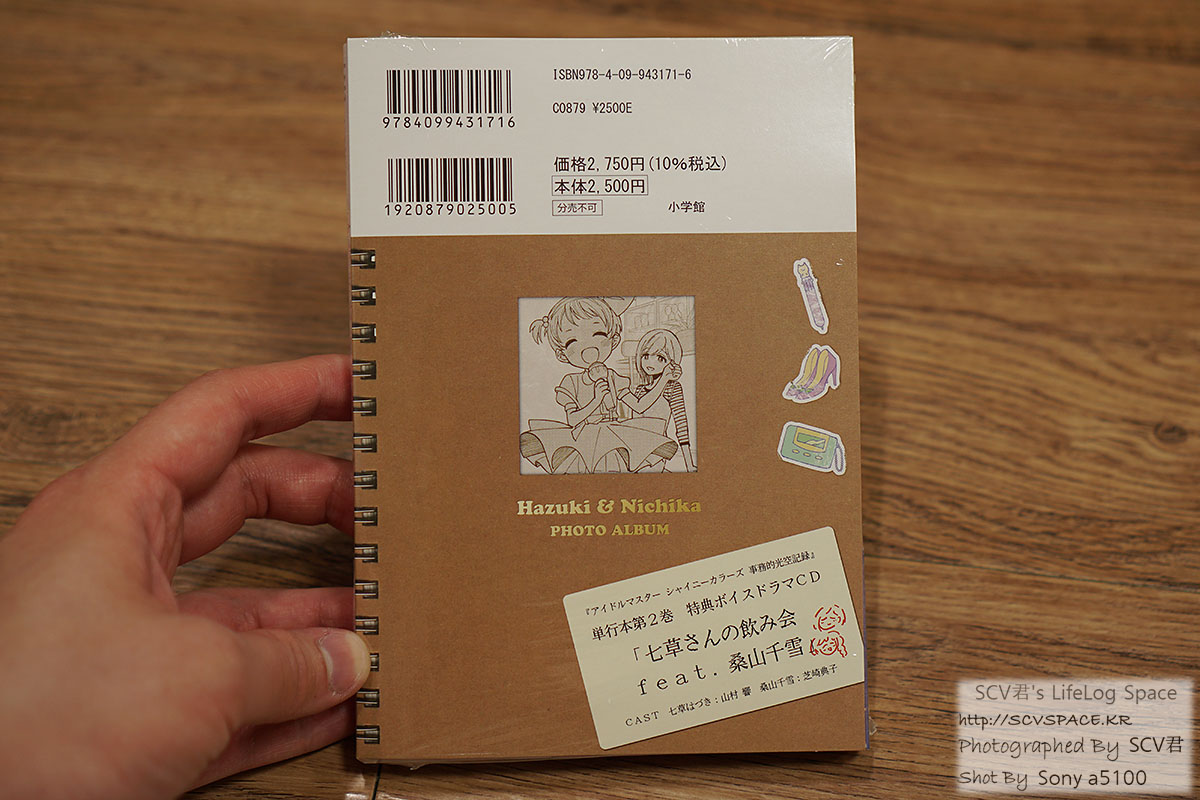 ISBN978-4-09-943171-6
C0879 ¥2500E
9784099431716
価格2,750円(10%税込)
本体2,500円
分売不可
小学館
1920879025005
Hazuki & Nichika
PHOTO ALBUM
『アイドルマスター シャイニーカラーズ 事務的光空記録』
単行本第2巻 特典ボイスドラマCD
「七草さんの飲み会
feat. 桑山千雪
CAST 七草はづき:山村 響 桑山千雪:芝崎典子
SCV君's LifeLog Space
http://SCVSPACE.KR
Photographed By SCV君
Shot By Sony a5100